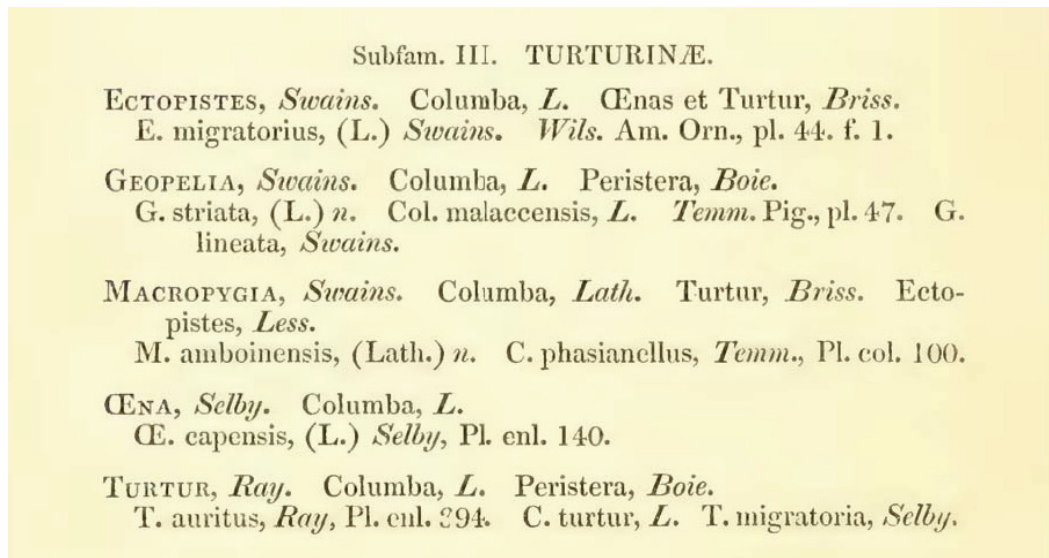 Subfam. III. TURTURINÆ.
ECTOPISTES, Swains. Columba, L. Œnas et Turtur, Briss.
E. migratorius, (L.) Swains. Wils. Am. Orn., pl. 44. f. 1.
GEOPELIA, Swains. Columba, L. Peristera, Boie.
G. striata, (L.) n. Col. malaccensis, L. Temm. Pig., pl. 47. G.
lineata, Swains.
MACROPYGIA, Swains. Columba, Lath. Turtur, Briss. Ecto-
pistes, Less.
M. amboinensis, (Lath.) n. C. phasianellus, Temm., Pl. col. 100.
ŒNA, Selby. Columba, L.
Œ. capensis, (L.) Selby, Pl. enl. 140.
TURTUR, Ray. Columba, L. Peristera, Boie.
T. auritus, Ray, Pl. enl. 394. C. turtur, L. T. migratoria, Selby.